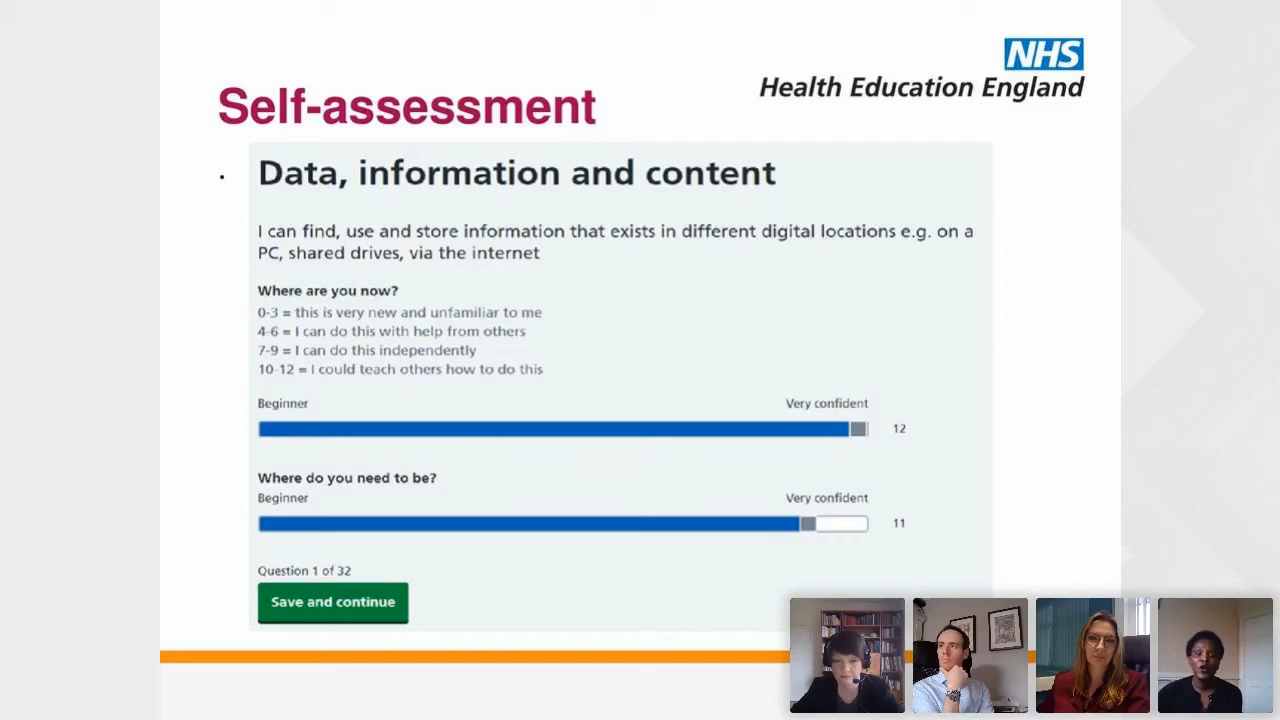 NHS
Health Education England
Self-assessment
Data, information and content
I can find, use and store information that exists in different digital locations e.g. on a
PC, shared drives, via the internet
Where are you now?
0-3 = this is very new and unfamiliar to me
4-6 = I can do this with help from others
7-9 = I can do this independently
10-12 = I could teach others how to do this
Beginner Very confident
12
Where do you need to be?
Beginner Very confident
11
Question 1 of 32
Save and continue